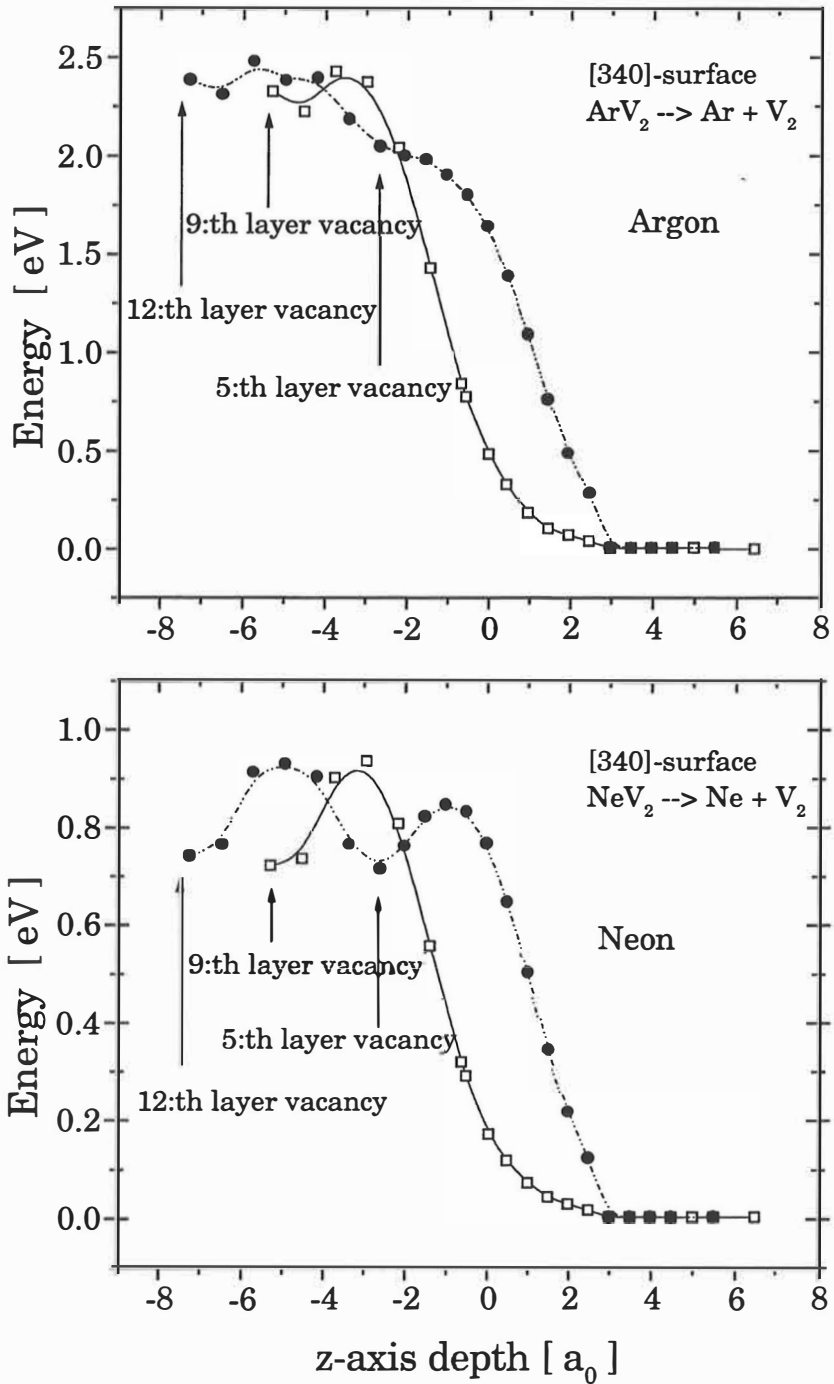 2.5
2.0
1.5
1.0
0.5
0.0
Energy [ eV]
[340]-surface
ArV2 --> Ar + V2
Argon
9:th layer vacancy
12:th layer vacancy
5:th layer vacancy
-8 -6 -4 -2 0 2 4 6 8
1.0
0.8
0.6
0.4
0.2
0.0
Energy [ eV]
[340]-surface
NeV2 --> Ne + V2
Neon
9:th layer vacancy
5:th layer vacancy
12:th layer vacancy
-8 -6 -4 -2 0 2 4 6 8
z-axis depth [ a0 ]